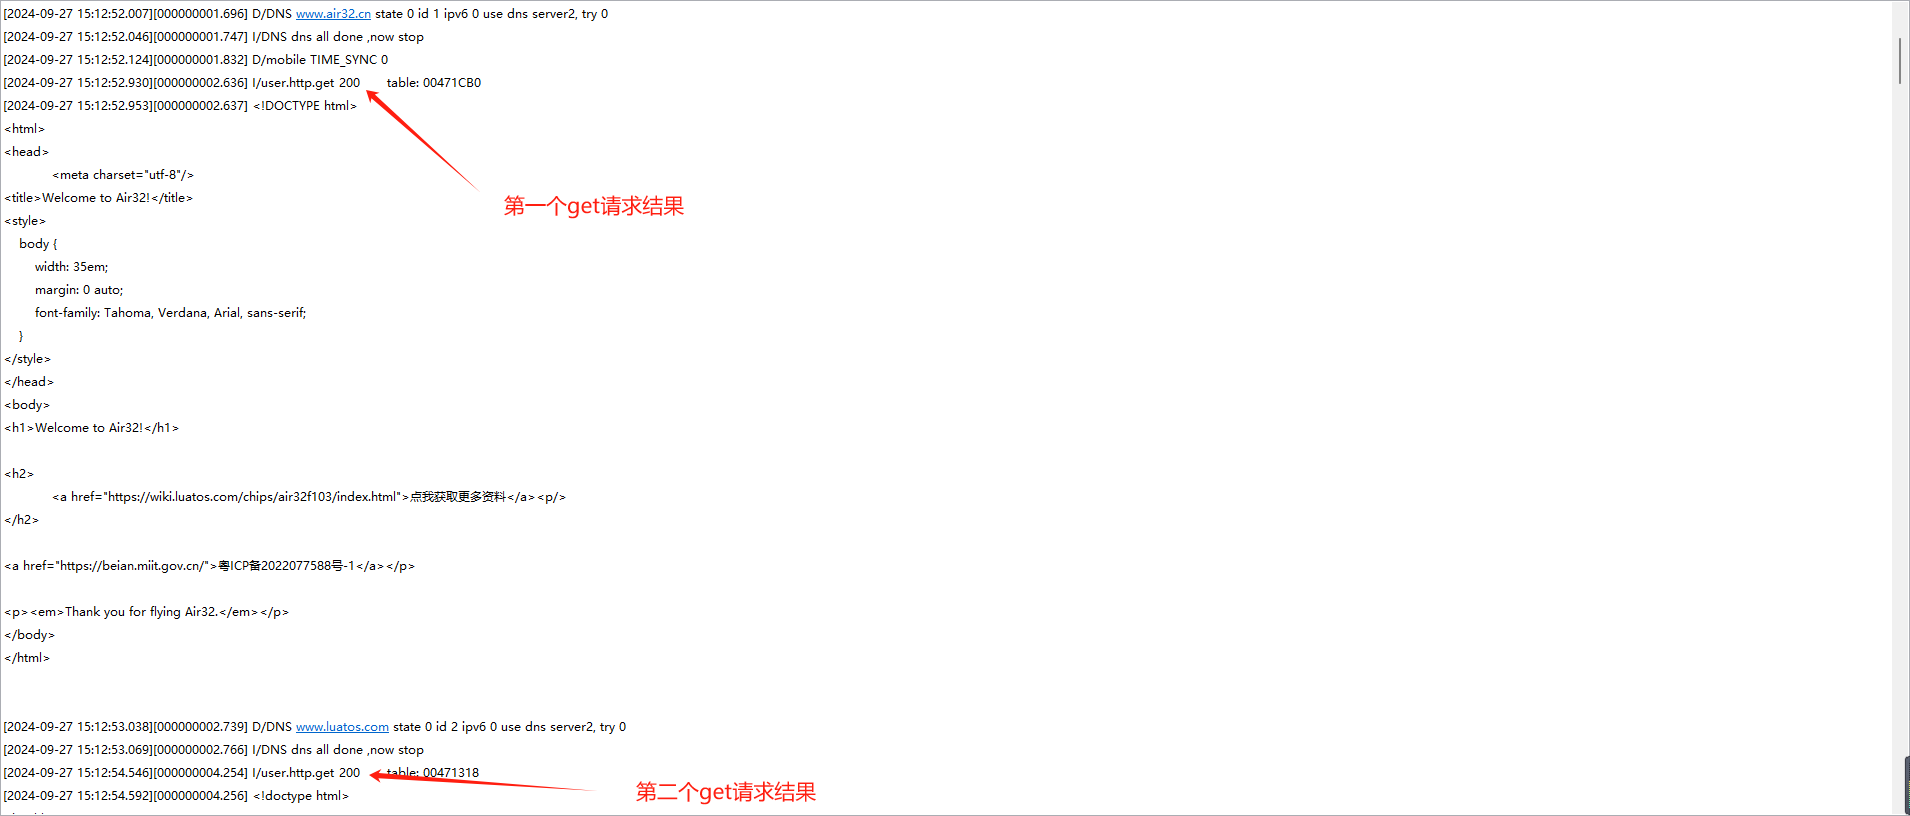 [2024-09-27 15:12:52.007][000000001.696] D/DNS www.air32.cn state 0 id 1 ipv6 0 use dns server2, try 0
[2024-09-27 15:12:52.046][000000001.747] I/DNS dns all done ,now stop
[2024-09-27 15:12:52.124][000000001.832] D/mobile TIME_SYNC 0
[2024-09-27 15:12:52.930][000000002.636] I/user.http.get 200 table: 00471CB0
[2024-09-27 15:12:52.953][000000002.637] <!DOCTYPE html>
<html>
<head>
<meta charset="utf-8"/>
<title>Welcome to Air32!</title>
第一个get请求结果
<style>
body {
width: 35em;
margin: 0 auto;
font-family: Tahoma, Verdana, Arial, sans-serif;
}
</style>
</head>
<body>
<h1>Welcome to Air32!</h1>
<h2>
<a href="https://wiki.luatos.com/chips/air32f103/index.html">点我获取更多资料</a><p/>
</h2>
<a href="https://beian.miit.gov.cn/">粤ICP备2022077588号-1</a></p>
<p><em>Thank you for flying Air32.</em></p>
</body>
</html>
[2024-09-27 15:12:53.038][000000002.739] D/DNS www.luatos.com state 0 id 2 ipv6 0 use dns server2, try 0
[2024-09-27 15:12:53.069][000000002.766] I/DNS dns all done ,now stop
[2024-09-27 15:12:54.546][000000004.254] I/user.http.get 200 table: 00471318
[2024-09-27 15:12:54.592][000000004.256] <!doctype html>
第二个get请求结果